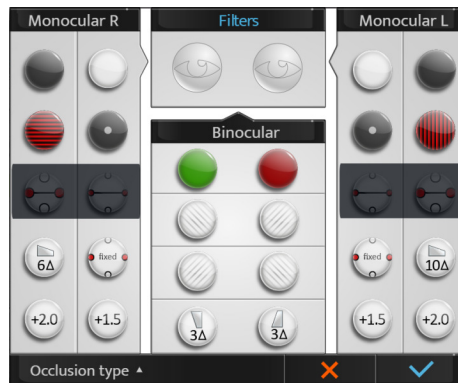 Monocular R
Filters
Monocular L
Binocular
6Δ
fixed
fixed
10Δ
+2.0
+1.5
3Δ
3Δ
+1.5
+2.0
Occlusion type